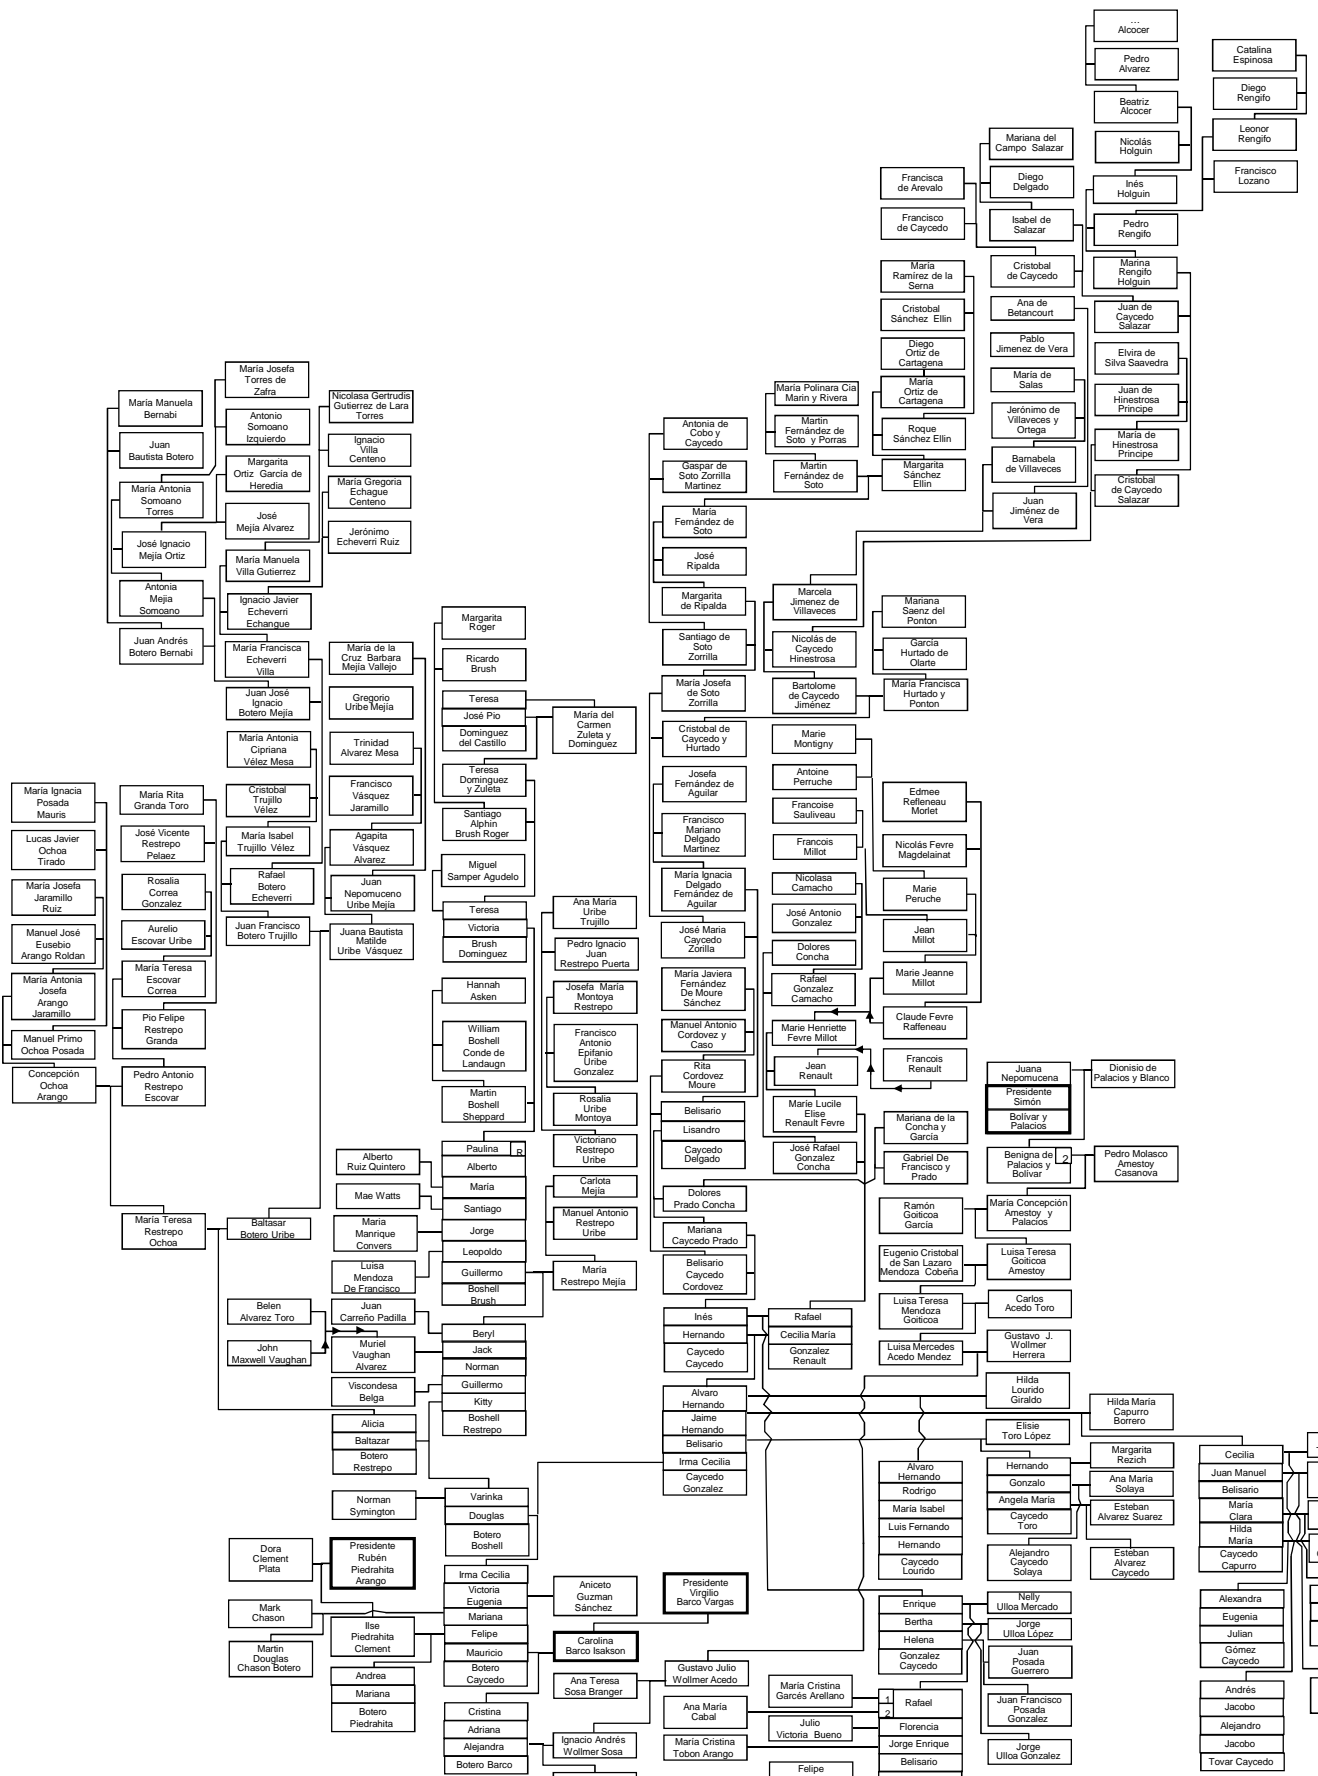 ...
Alcocer
Pedro
Alvarez
Beatriz
Alcocer
Nicolás
Holguin
Inés
Holguin
Pedro
Rengifo
Marina
Rengifo
Holguin
Juan de
Caycedo
Salazar
Elvira de
Silva Saavedra
Juan de
Hinestrosa
Principe
María de
Hinestrosa
Principe
Cristobal
de Caycedo
Salazar
Catalina
Espinosa
Diego
Rengifo
Leonor
Rengifo
Francisco
Lozano
Mariana del
Campo Salazar
Diego
Delgado
Isabel de
Salazar
Cristobal
de Caycedo
Ana de
Betancourt
Pablo
Jimenez de Vera
María de
Salas
Jerónimo de
Villaveces y
Ortega
Barnabela
de Villaveces
Juan
Jiménez de
Vera
Francisca
de Arevalo
Francisco
de Caycedo
María
Ramírez de la
Serna
Cristobal
Sánchez Ellin
Diego
Ortiz de
Cartagena
María
Ortiz de
Cartagena
Roque
Sánchez Ellin
Margarita
Sánchez
Ellin
María Polinara Cia
Marin y Rivera
Martin
Fernández de
Soto y Porras
Martin
Fernández de
Soto
Antonia de
Cobo y
Caycedo
Gaspar de
Soto Zorrilla
Martinez
María
Fernández de
Soto
José
Ripalda
Margarita
de Ripalda
Santiago de
Soto
Zorrilla
María Josefa
de Soto
Zorrilla
Cristobal de
Caycedo y
Hurtado
Marcela
Jimenez de
Villaveces
Nicolás de
Caycedo
Hinestrosa
Bartolome
de Caycedo
Jiménez
Mariana
Saenz del
Ponton
García
Hurtado de
Olarte
María Francisca
Hurtado y
Ponton
María Josefa
Torres de
Zafra
Antonio
Somoano
Izquierdo
Margarita
Ortiz García de
Heredia
José
Mejía Alvarez
María Manuela
Villa Gutierrez
Ignacio Javier
Echeverri
Echangue
María Francisca
Echeverri
Villa
Juan José
Ignacio
Botero Mejía
María Manuela
Bernabi
Juan
Bautista Botero
María Antonia
Somoano
Torres
José Ignacio
Mejía Ortiz
Antonia
Mejia
Somoano
Juan Andrés
Botero Bernabi
Nicolasa Gertrudis
Gutierrez de Lara
Torres
Ignacio
Villa
Centeno
María Gregoria
Echague
Centeno
Jerónimo
Echeverri Ruiz
María de la
Cruz Barbara
Mejía Vallejo
Gregorio
Uribe Mejía
Trinidad
Alvarez Mesa
Francisco
Vásquez
Jaramillo
Agapita
Vásquez
Alvarez
Juan
Nepomuceno
Uribe Mejía
Juana Bautista
Matilde
Uribe Vásquez
María Antonia
Cipriana
Vélez Mesa
Cristobal
Trujillo
Vélez
María Isabel
Trujillo Vélez
Rafael
Botero
Echeverri
Juan Francisco
Botero Trujillo
María Ignacia
Posada
Mauris
Lucas Javier
Ochoa
Tirado
María Josefa
Jaramillo
Ruiz
Manuel José
Eusebio
Arango Roldan
María Antonia
Josefa
Arango
Jaramillo
Manuel Primo
Ochoa Posada
Concepción
Ochoa
Arango
María Rita
Granda Toro
José Vicente
Restrepo
Pelaez
Rosalia
Correa
Gonzalez
Aurelio
Escovar Uribe
María Teresa
Escovar
Correa
Pio Felipe
Restrepo
Granda
Pedro Antonio
Restrepo
Escovar
María Teresa
Restrepo
Ochoa
Baltasar
Botero Uribe
Margarita
Roger
Ricardo
Brush
Teresa
José Pio
Dominguez
del Castillo
María del
Carmen
Zuleta y
Dominguez
Teresa
Dominguez
y Zuleta
Santiago
Alphin
Brush Roger
Miguel
Samper Agudelo
Teresa
Victoria
Brush
Dominguez
Hannah
Asken
William
Boshell
Conde de
Landaugn
Martin
Boshell
Sheppard
Paulina
R
Alberto
María
Santiago
Jorge
Leopoldo
Guillermo
Boshell
Brush
Alberto
Ruiz Quintero
Mae Watts
Maria
Manrique
Convers
Luisa
Mendoza
De Francisco
Ana María
Uribe
Trujillo
Pedro Ignacio
Juan
Restrepo Puerta
Josefa María
Montoya
Restrepo
Francisco
Antonio
Epifanio
Uribe
Gonzalez
Rosalia
Uribe
Montoya
Victoriano
Restrepo
Uribe
Carlota
Mejía
Manuel Antonio
Restrepo
Uribe
María
Restrepo Mejía
Josefa
Fernández de
Aguilar
Francisco
Mariano
Delgado
Martinez
María Ignacia
Delgado
Fernández de
Aguilar
José Maria
Caycedo
Zorilla
María Javiera
Fernández
De Moure
Sánchez
Manuel Antonio
Cordovez y
Caso
Rita
Cordovez
Moure
Belisario
Lisandro
Caycedo
Delgado
Dolores
Prado Concha
Mariana
Caycedo Prado
Belisario
Caycedo
Cordovez
Marie
Montigny
Antoine
Perruche
Francoise
Sauliveau
Francois
Millot
Nicolasa
Camacho
José Antonio
Gonzalez
Dolores
Concha
Rafael
Gonzalez
Camacho
Marie Henriette
Fevre Millot
Jean
Renault
Marie Lucile
Elise
Renault Fevre
José Rafael
Gonzalez
Concha
Edmee
Refleneau
Morlet
Nicolás Fevre
Magdelainat
Marie
Peruche
Jean
Millot
Marie Jeanne
Millot
Claude Fevre
Raffeneau
Francois
Renault
Mariana de la
Concha y
García
Gabriel De
Francisco y
Prado
Juana
Nepomucena
Presidente
Simón
Bolívar y
Palacios
Dionisio de
Palacios y Blanco
Benigna de
Palacios y
Bolívar
2
Pedro Molasco
Amestoy
Casanova
Ramón
Goiticoa
García
María Concepción
Amestoy y
Palacios
Eugenio Cristobal
de San Lazaro
Mendoza Cobeña
Luisa Teresa
Goiticoa
Amestoy
Luisa Teresa
Mendoza
Goiticoa
Carlos
Acedo Toro
Luisa Mercedes
Acedo Mendez
Gustavo J.
Wollmer
Herrera
Belen
Alvarez Toro
John
Maxwell Vaughan
Juan
Carreño Padilla
Muriel
Vaughan
Alvarez
Viscondesa
Belga
Beryl
Jack
Norman
Guillermo
Kitty
Boshell
Restrepo
Alicia
Baltazar
Botero
Restrepo
Inés
Hernando
Caycedo
Caycedo
Rafael
Cecilia María
Gonzalez
Renault
Alvaro
Hernando
Jaime
Hernando
Belisario
Irma Cecilia
Caycedo
Gonzalez
Hilda
Lourido
Giraldo
Hilda María
Capurro
Borrero
Elisie
Toro López
Alvaro
Hernando
Rodrigo
María Isabel
Luis Fernando
Hernando
Caycedo
Lourido
Hernando
Gonzalo
Angela María
Caycedo
Toro
Margarita
Rezich
Ana María
Solaya
Esteban
Alvarez Suarez
Alejandro
Caycedo
Solaya
Esteban
Alvarez
Caycedo
Cecilia
Juan Manuel
Belisario
María
Clara
Hilda
María
Caycedo
Capurro
Alexandra
Eugenia
Julian
Gómez
Caycedo
Andrés
Jacobo
Alejandro
Jacobo
Tovar Caycedo
Norman
Symington
Varinka
Douglas
Botero
Boshell
Dora
Clement
Plata
Presidente
Rubén
Piedrahita
Arango
Mark
Chason
Martin
Douglas
Chason Botero
Ilse
Piedrahita
Clement
Andrea
Mariana
Botero
Piedrahita
Irma Cecilia
Victoria
Eugenia
Mariana
Felipe
Mauricio
Botero
Caycedo
Aniceto
Guzman
Sánchez
Presidente
Virgilio
Barco Vargas
Carolina
Barco Isakson
Cristina
Adriana
Alejandra
Botero Barco
Ana Teresa
Sosa Branger
Gustavo Julio
Wollmer Acedo
Ignacio Andrés
Wollmer Sosa
Ana María
Cabal
María Cristina
Tobon Arango
María Cristina
Garcés Arellano
Julio
Victoria Bueno
Felipe
Enrique
Bertha
Helena
Gonzalez
Caycedo
Nelly
Ulloa Mercado
Jorge
Ulloa López
Juan
Posada
Guerrero
Juan Francisco
Posada
Gonzalez
Jorge
Ulloa Gonzalez
1
2
Rafael
Florencia
Jorge Enrique
Belisario